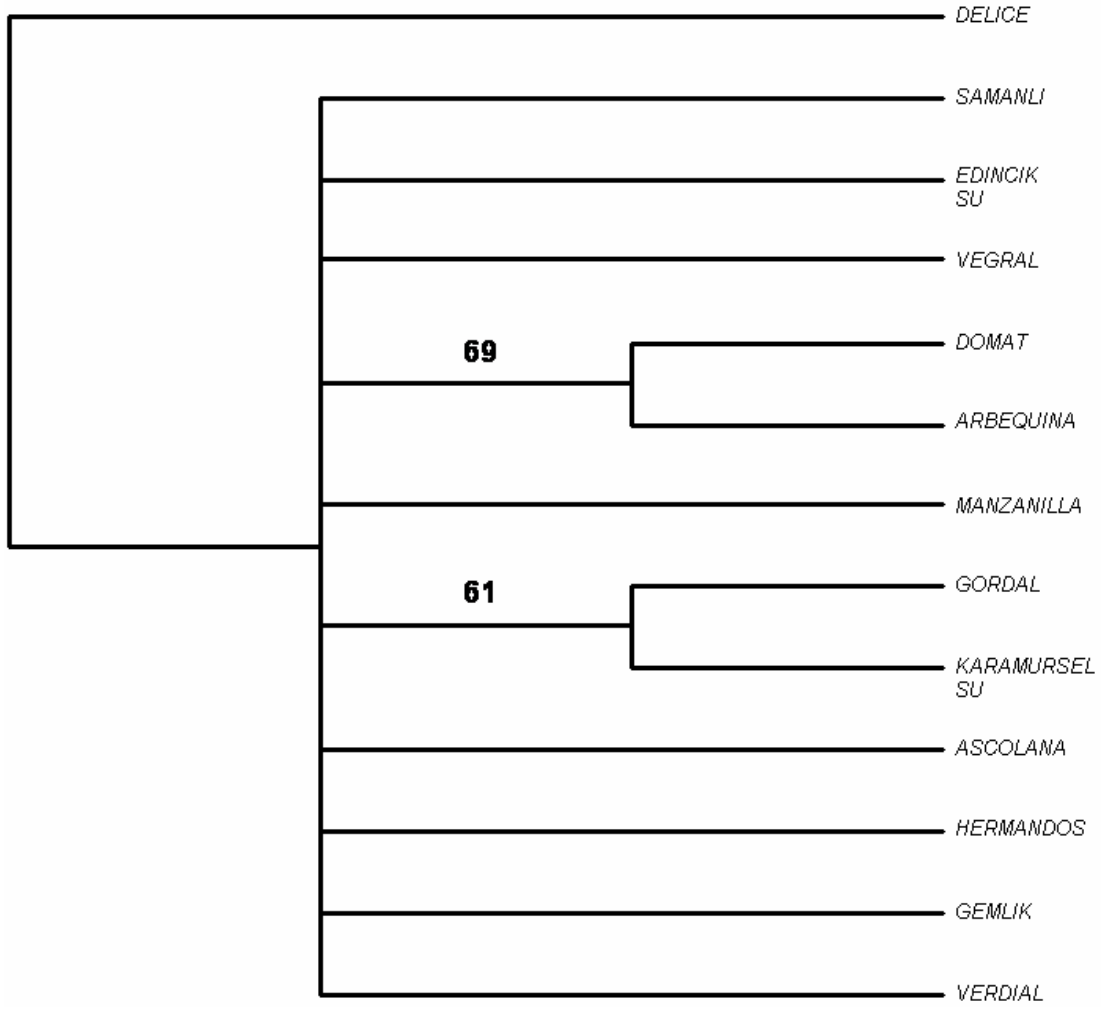 DELICE
SAMANLI
EDINCIK
SU
VEGRAL
69
DOMAT
ARBEQUINA
MANZANILLA
61
GORDAL
KARAMURSEL
SU
ASCOLANA
HERMANDOS
GEMLIK
VERDIAL